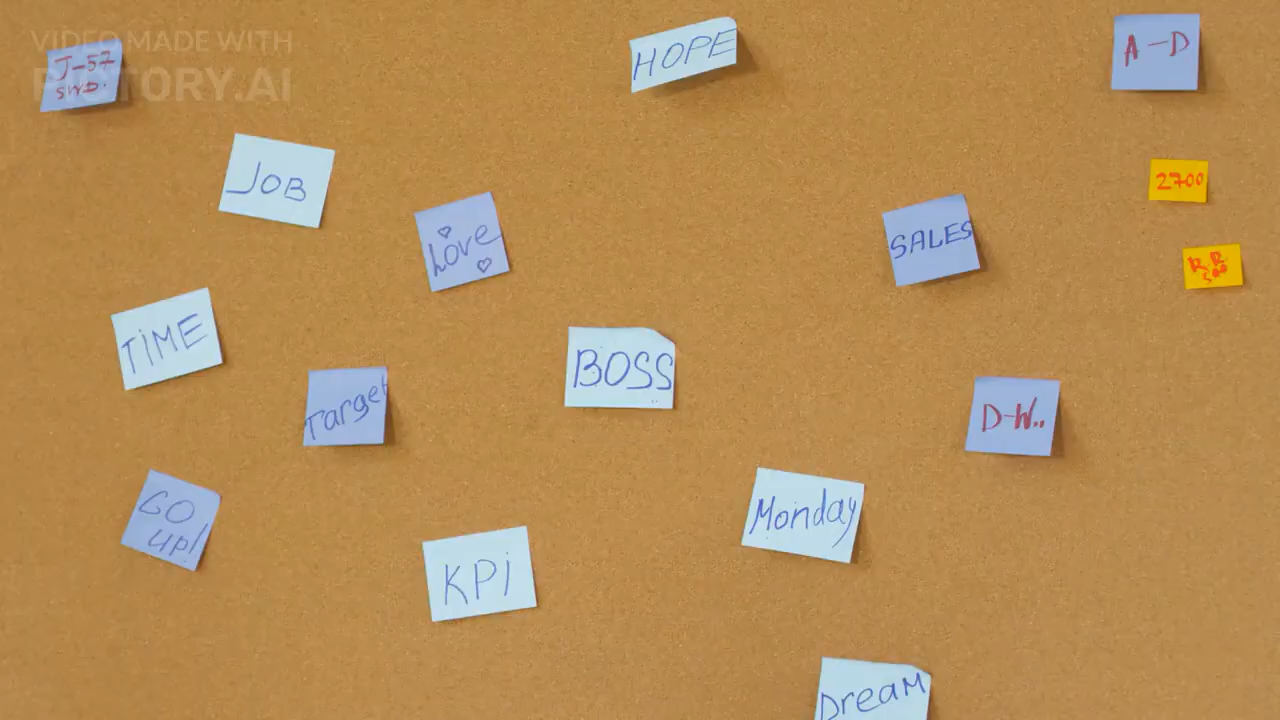 VIDEO MADE WITH
PICTORY.AI
J-57
SWD.
HOPE
A-D
JOB
2700
Love
SALES
R R
TIME
BOSS
Target
D-W..
GO
UP!
Monday
KPi
Dream